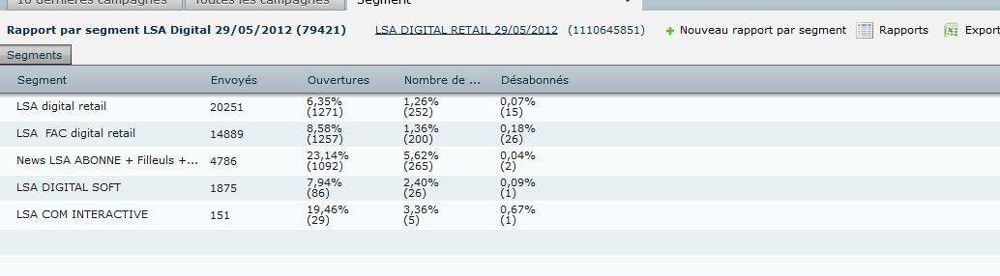 10 dernières campagnes Toutes les campagnes Segment
Rapport par segment LSA Digital 29/05/2012 (79421) LSA DIGITAL RETAIL 29/05/2012 (1110645851) Nouveau rapport par segment Rapports Export
Segments
Segment Envoyés Ouvertures Nombre de ... Désabonnés
LSA digital retail 20251 6,35% 1,26% 0,07%
(1271) (252) (15)
LSA FAC digital retail 14889 8,58% 1,36% 0,18%
(1257) (200) (26)
News LSA ABONNE + Filleuls +... 4786 23,14% 5,62% 0,04%
(1092) (265) (2)
LSA DIGITAL SOFT 1875 7,94% 2,40% 0,09%
(86) (26) (1)
LSA COM INTERACTIVE 151 19,46% 3,36% 0,67%
(29) (5) (1)